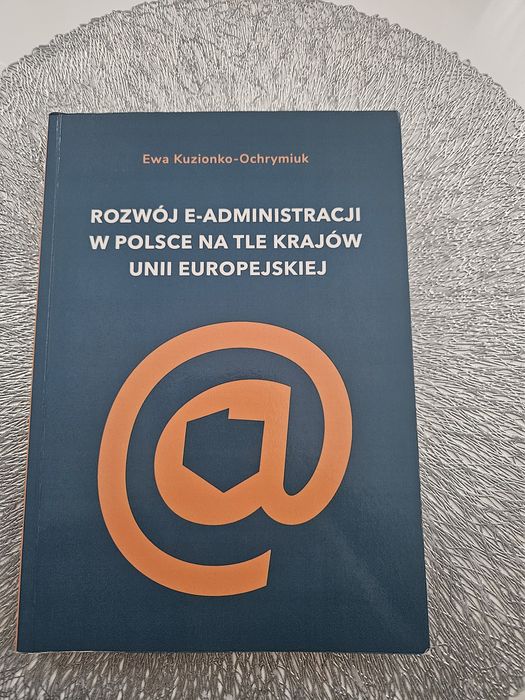 Ewa Kuzionko-Ochrymiuk
ROZWÓJ E-ADMINISTRACJI
W POLSCE NA TLE KRAJÓW
UNII EUROPEJSKIEJ
@